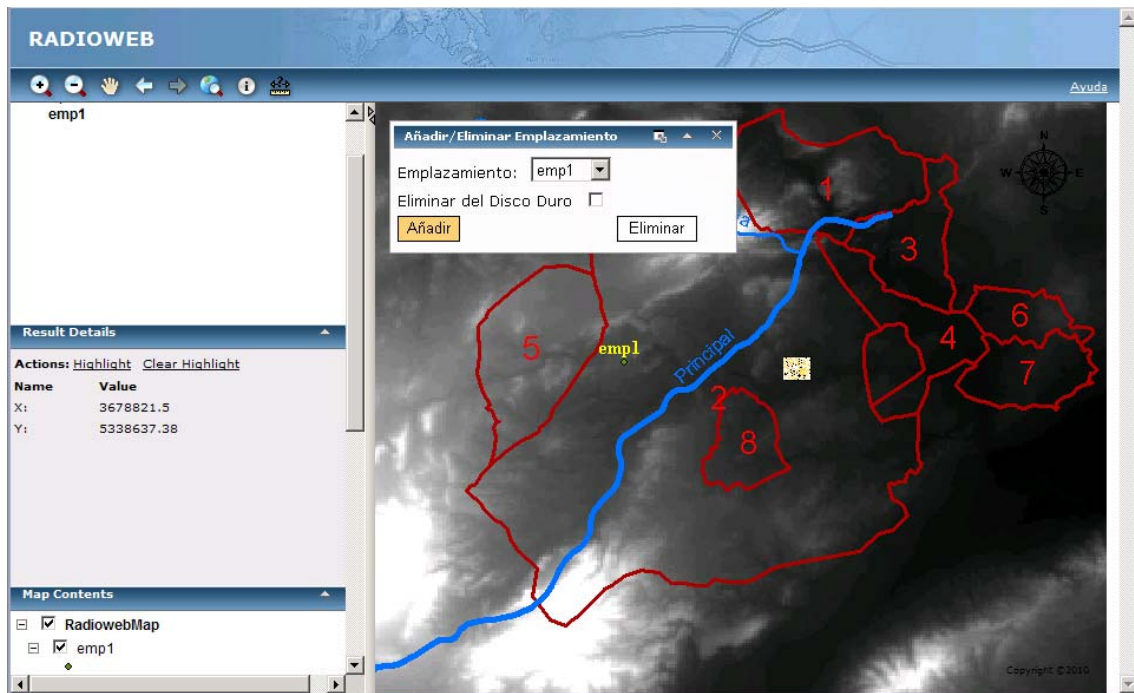 RADIOWEB
Ayuda
emp1
Result Details
Actions: Highlight Clear Highlight
Name Value
X: 3678821.5
Y: 5338637.38
Map Contents
RadiowebMap
emp1
Añadir/Eliminar Emplazamiento
Emplazamiento: emp1
Eliminar del Disco Duro
Añadir Eliminar
N
W E
S
1
3
a
6
4
5
emp1
7
Principal
2
8
Copyright ©2010